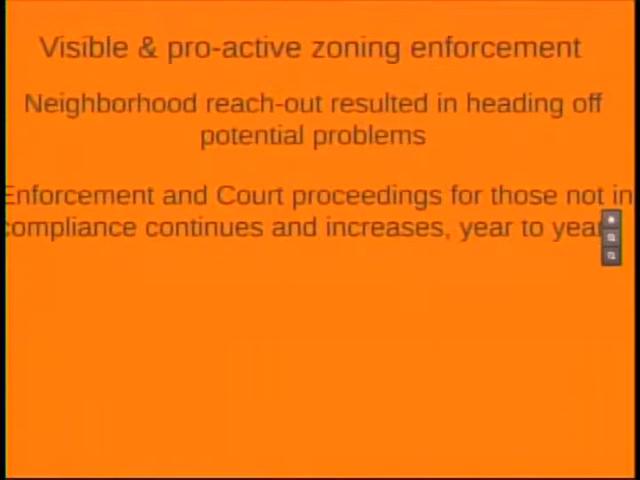 Visible & pro-active zoning enforcement
Neighborhood reach-out resulted in heading off
potential problems
Enforcement and Court proceedings for those not in
compliance continues and increases, year to year